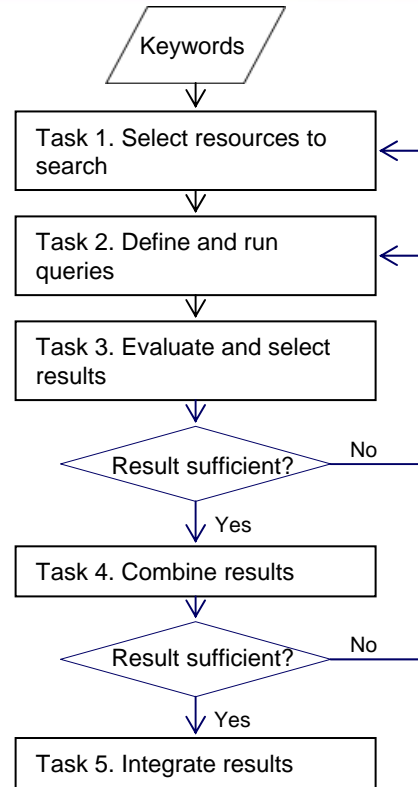 Keywords
Task 1. Select resources to
search
Task 2. Define and run
queries
Task 3. Evaluate and select
results
Result sufficient?
No
Yes
Task 4. Combine results
Result sufficient?
No
Yes
Task 5. Integrate results